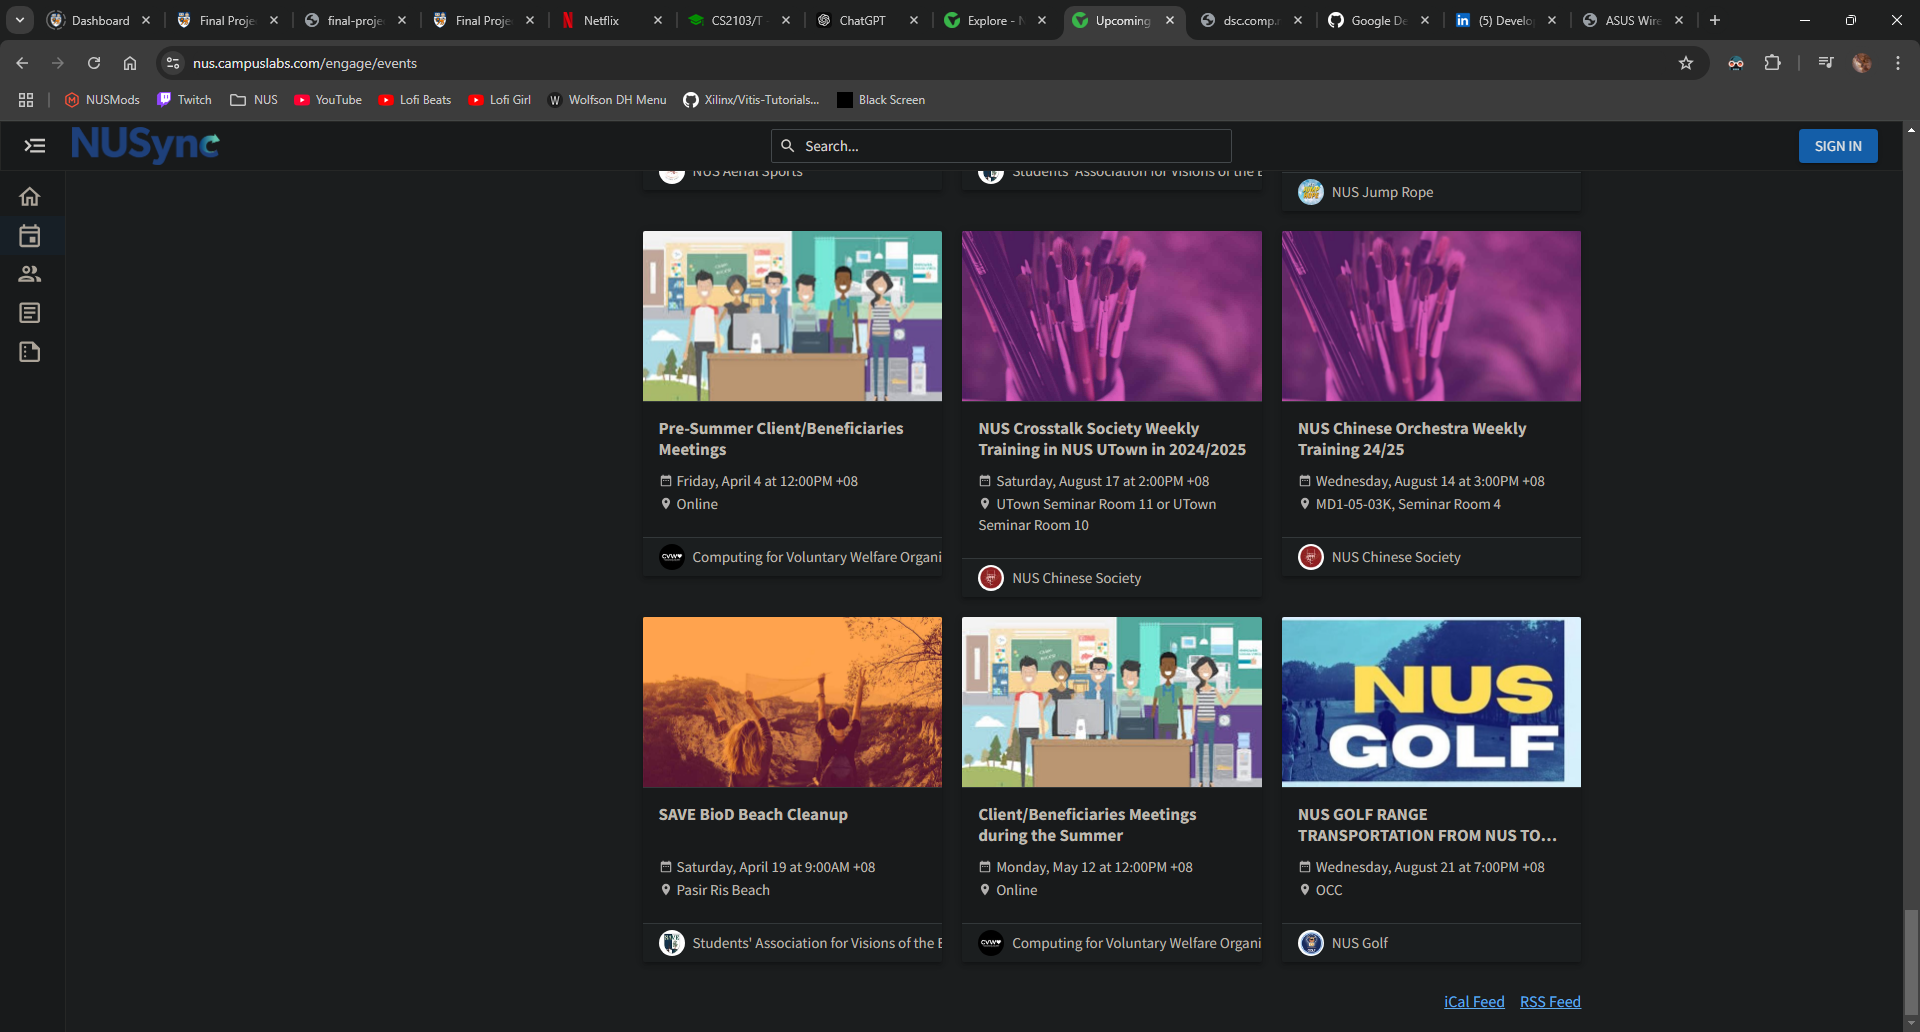 Dashboard
Final Proje
final-proje
Final Proje
Netflix
CS2103/T
ChatGPT
Explore - N
Upcoming
dsc.comp.n
Google De
(5) Develo
ASUS Wire
nus.campuslabs.com/engage/events
NUSMods
Twitch
NUS
YouTube
Lofi Beats
Lofi Girl
Wolfson DH Menu
Xilinx/Vitis-Tutorials...
Black Screen
NUSync
Search...
SIGN IN
NUS Aerial Sports
Students' Association for Visions of the E
NUS Jump Rope
Pre-Summer Client/Beneficiaries
Meetings
Friday, April 4 at 12:00PM +08
Online
Computing for Voluntary Welfare Organi
NUS Crosstalk Society Weekly
Training in NUS UTown in 2024/2025
Saturday, August 17 at 2:00PM +08
UTown Seminar Room 11 or UTown
Seminar Room 10
NUS Chinese Society
NUS Chinese Orchestra Weekly
Training 24/25
Wednesday, August 14 at 3:00PM +08
MD1-05-03K, Seminar Room 4
NUS Chinese Society
SAVE BioD Beach Cleanup
Saturday, April 19 at 9:00AM +08
Pasir Ris Beach
Students' Association for Visions of the E
Client/Beneficiaries Meetings
during the Summer
Monday, May 12 at 12:00PM +08
Online
Computing for Voluntary Welfare Organi
NUS
GOLF
NUS GOLF RANGE
TRANSPORTATION FROM NUS TO...
Wednesday, August 21 at 7:00PM +08
OCC
NUS Golf
iCal Feed
RSS Feed